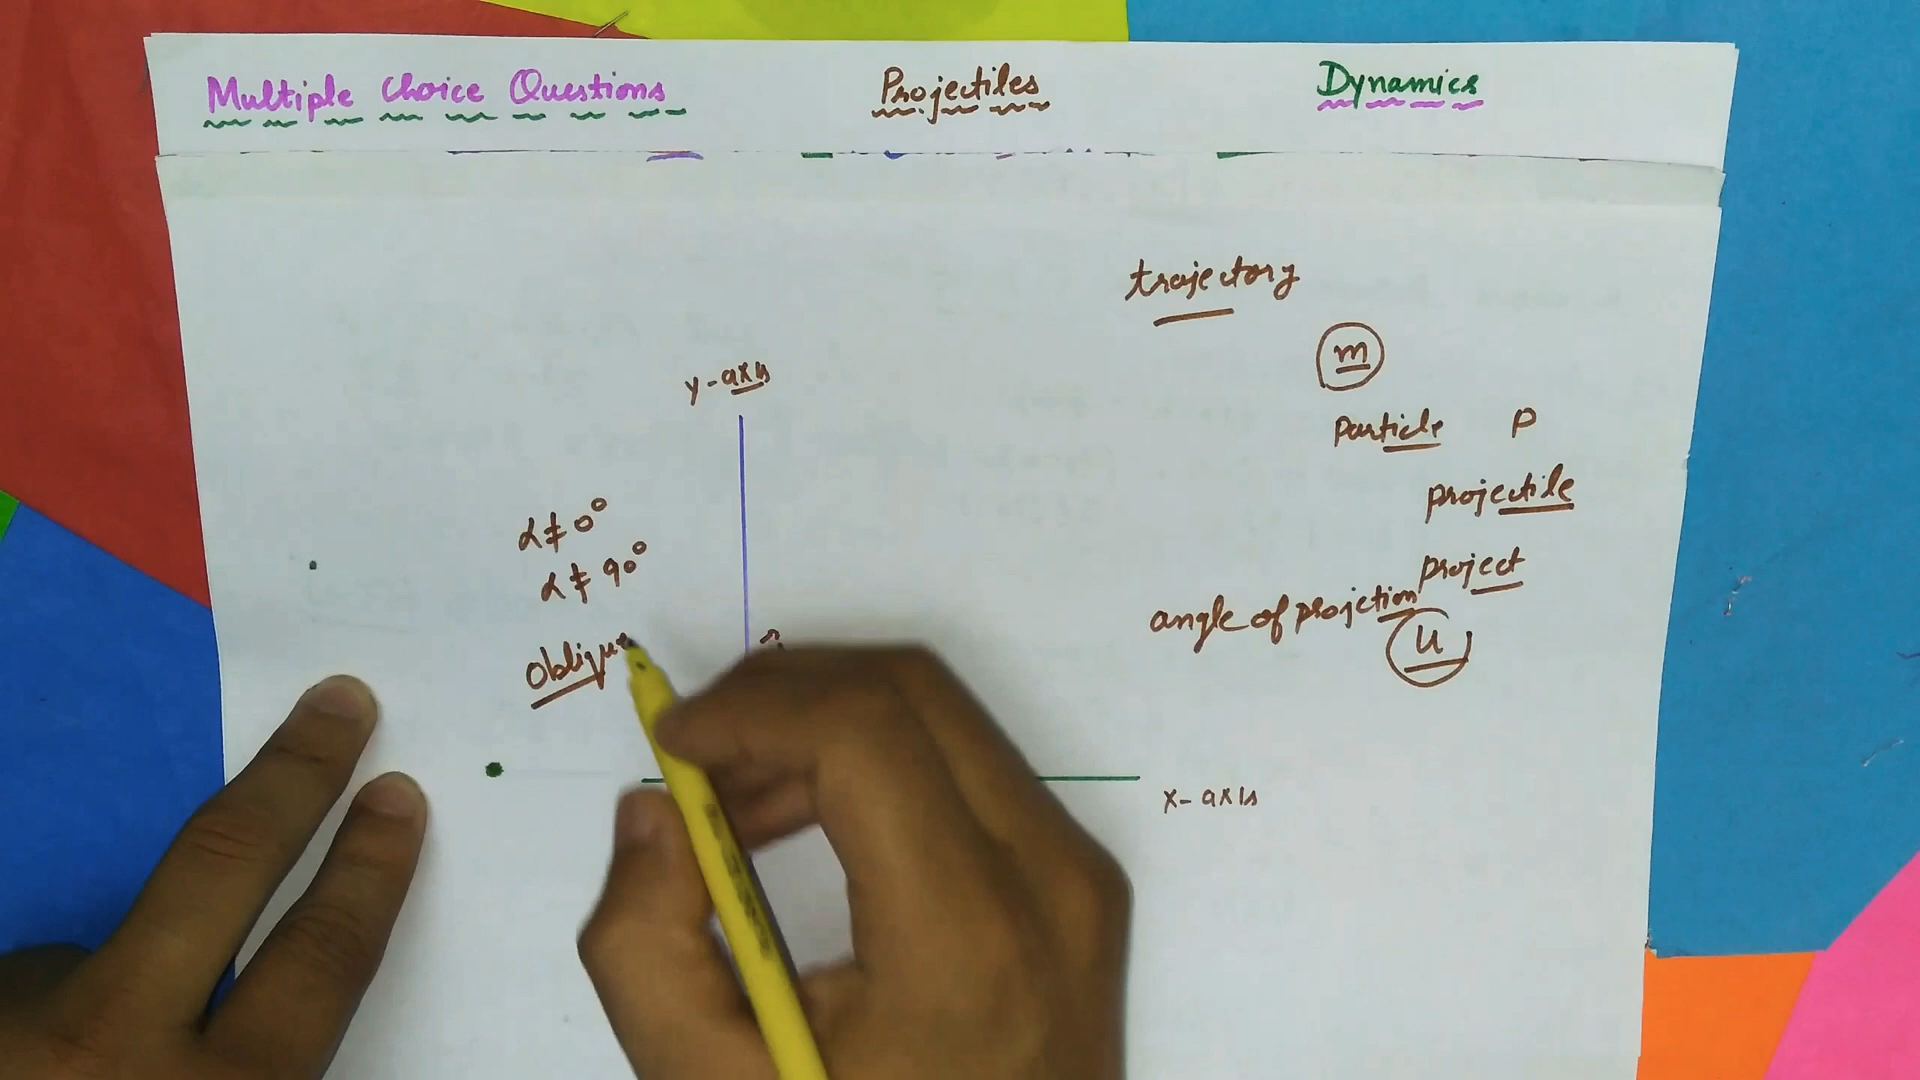 Multiple Choice Questions Projectiles Dynamics
trajectory
m
y-axis
Particle P
projectile
α ≠ 0°
α ≠ 90°
project
angle of projection
u
Oblique
x-axis